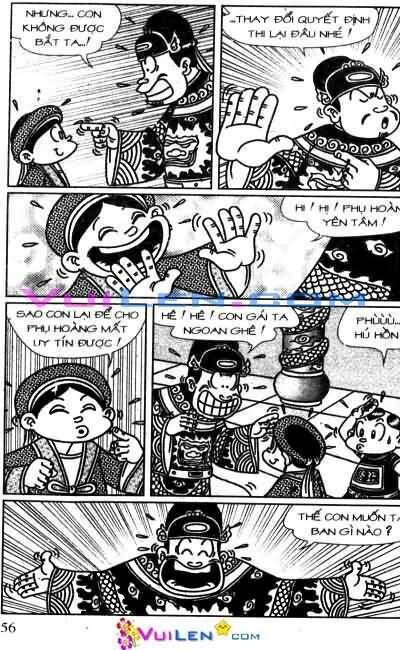 NHƯNG... CON
KHÔNG ĐƯỢC
BẮT TA...!
...THAY ĐỔI QUYẾT ĐỊNH
THI LẠI ĐÂU NHÉ!
HI! HI! PHỤ HOÀN
YÊN TÂM!
VUILEN.COM
SAO CON LẠI ĐỂ CHO
PHỤ HOÀNG MẤT
UY TÍN ĐƯỢC!
HÊ! HÊ! CON GÁI TA
NGOAN GHÊ!
PHÙÙÙ...
HÚ HỒN
THẾ CON MUỐN TA
BAN GÌ NÀO?
56
VUILEN.COM